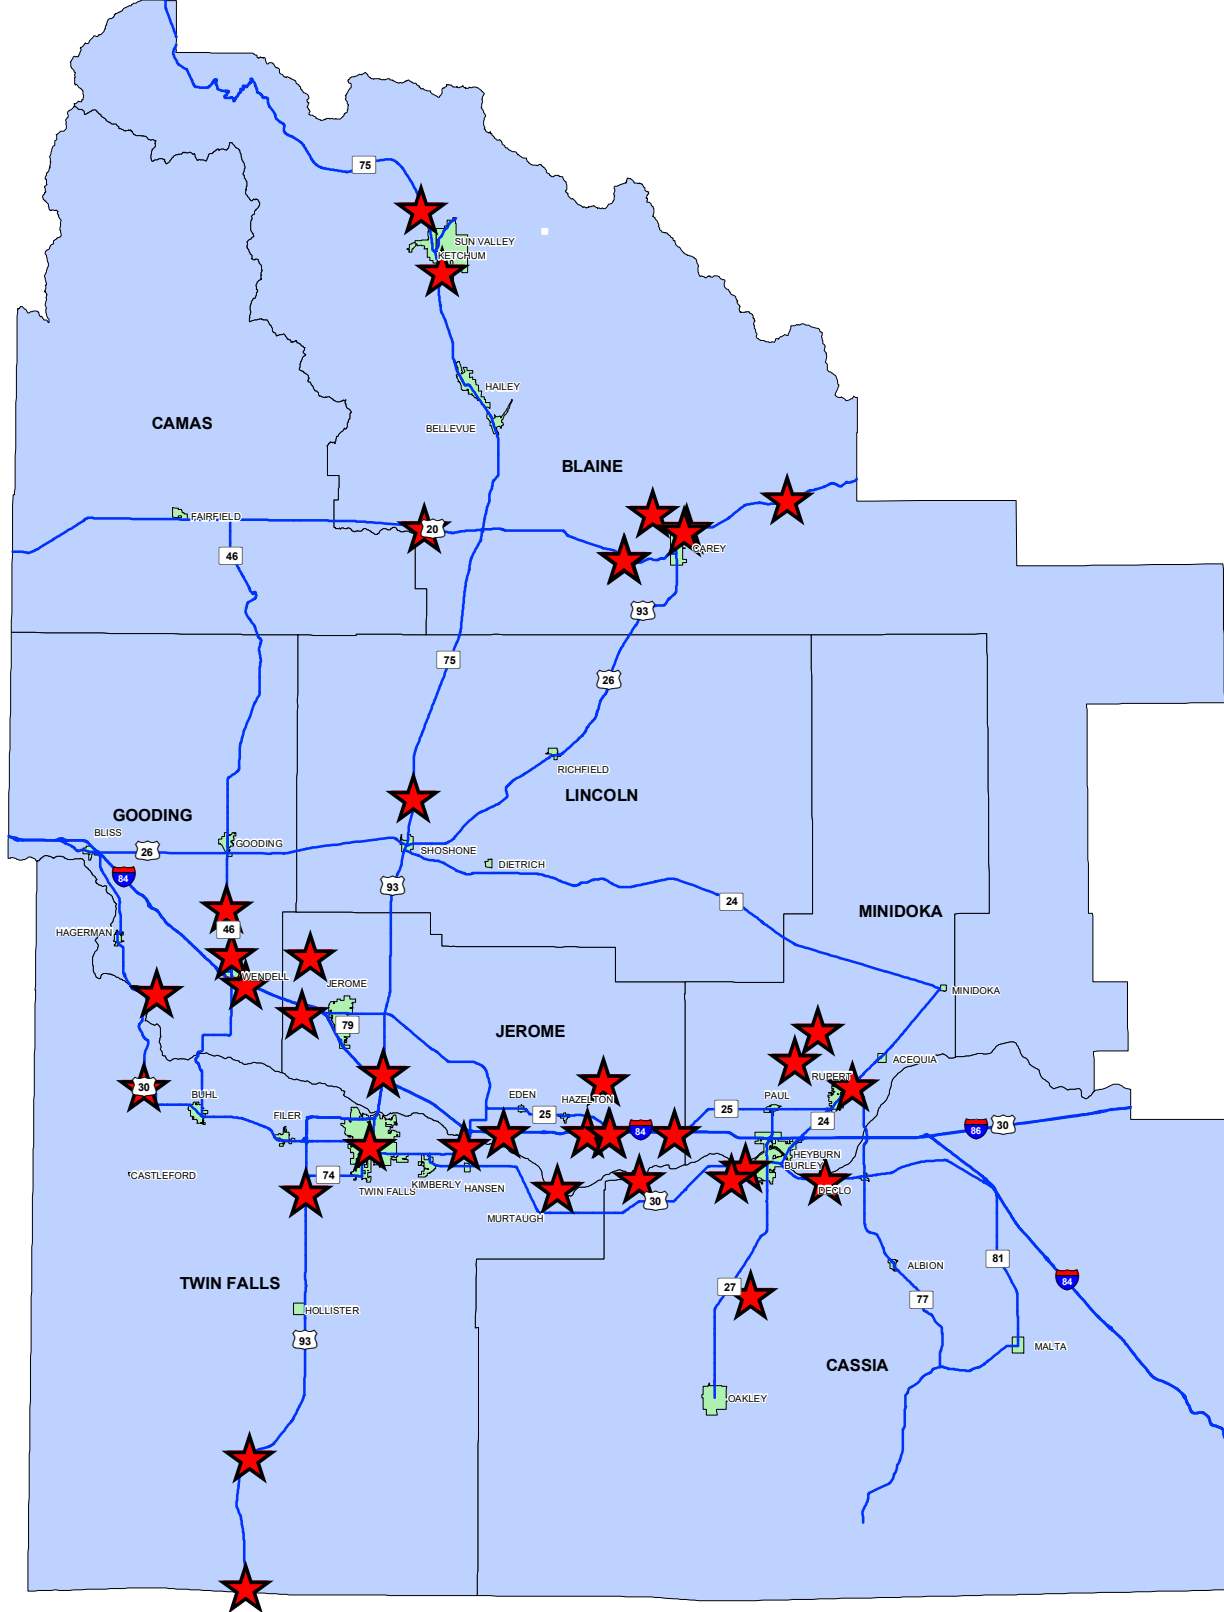 75
SUN VALLEY
KETCHUM
HAILEY
CAMAS
BELLEVUE
BLAINE
FAIRFIELD
20
CAREY
46
93
75
26
RICHFIELD
LINCOLN
GOODING
BLISS
GOODING
26
SHOSHONE
DIETRICH
84
93
24
MINIDOKA
HAGERMAN
46
WENDELL
JEROME
MINIDOKA
79
JEROME
ACEQUIA
RUPERT
30
BUHL
EDEN
HAZELTON
PAUL
FILER
25
25
24
84
86
30
HEYBURN
BURLEY
CASTLEFORD
74
TWIN FALLS
KIMBERLY
HANSEN
DECLO
30
MURTAUGH
81
ALBION
TWIN FALLS
27
84
77
HOLLISTER
93
MALTA
CASSIA
OAKLEY